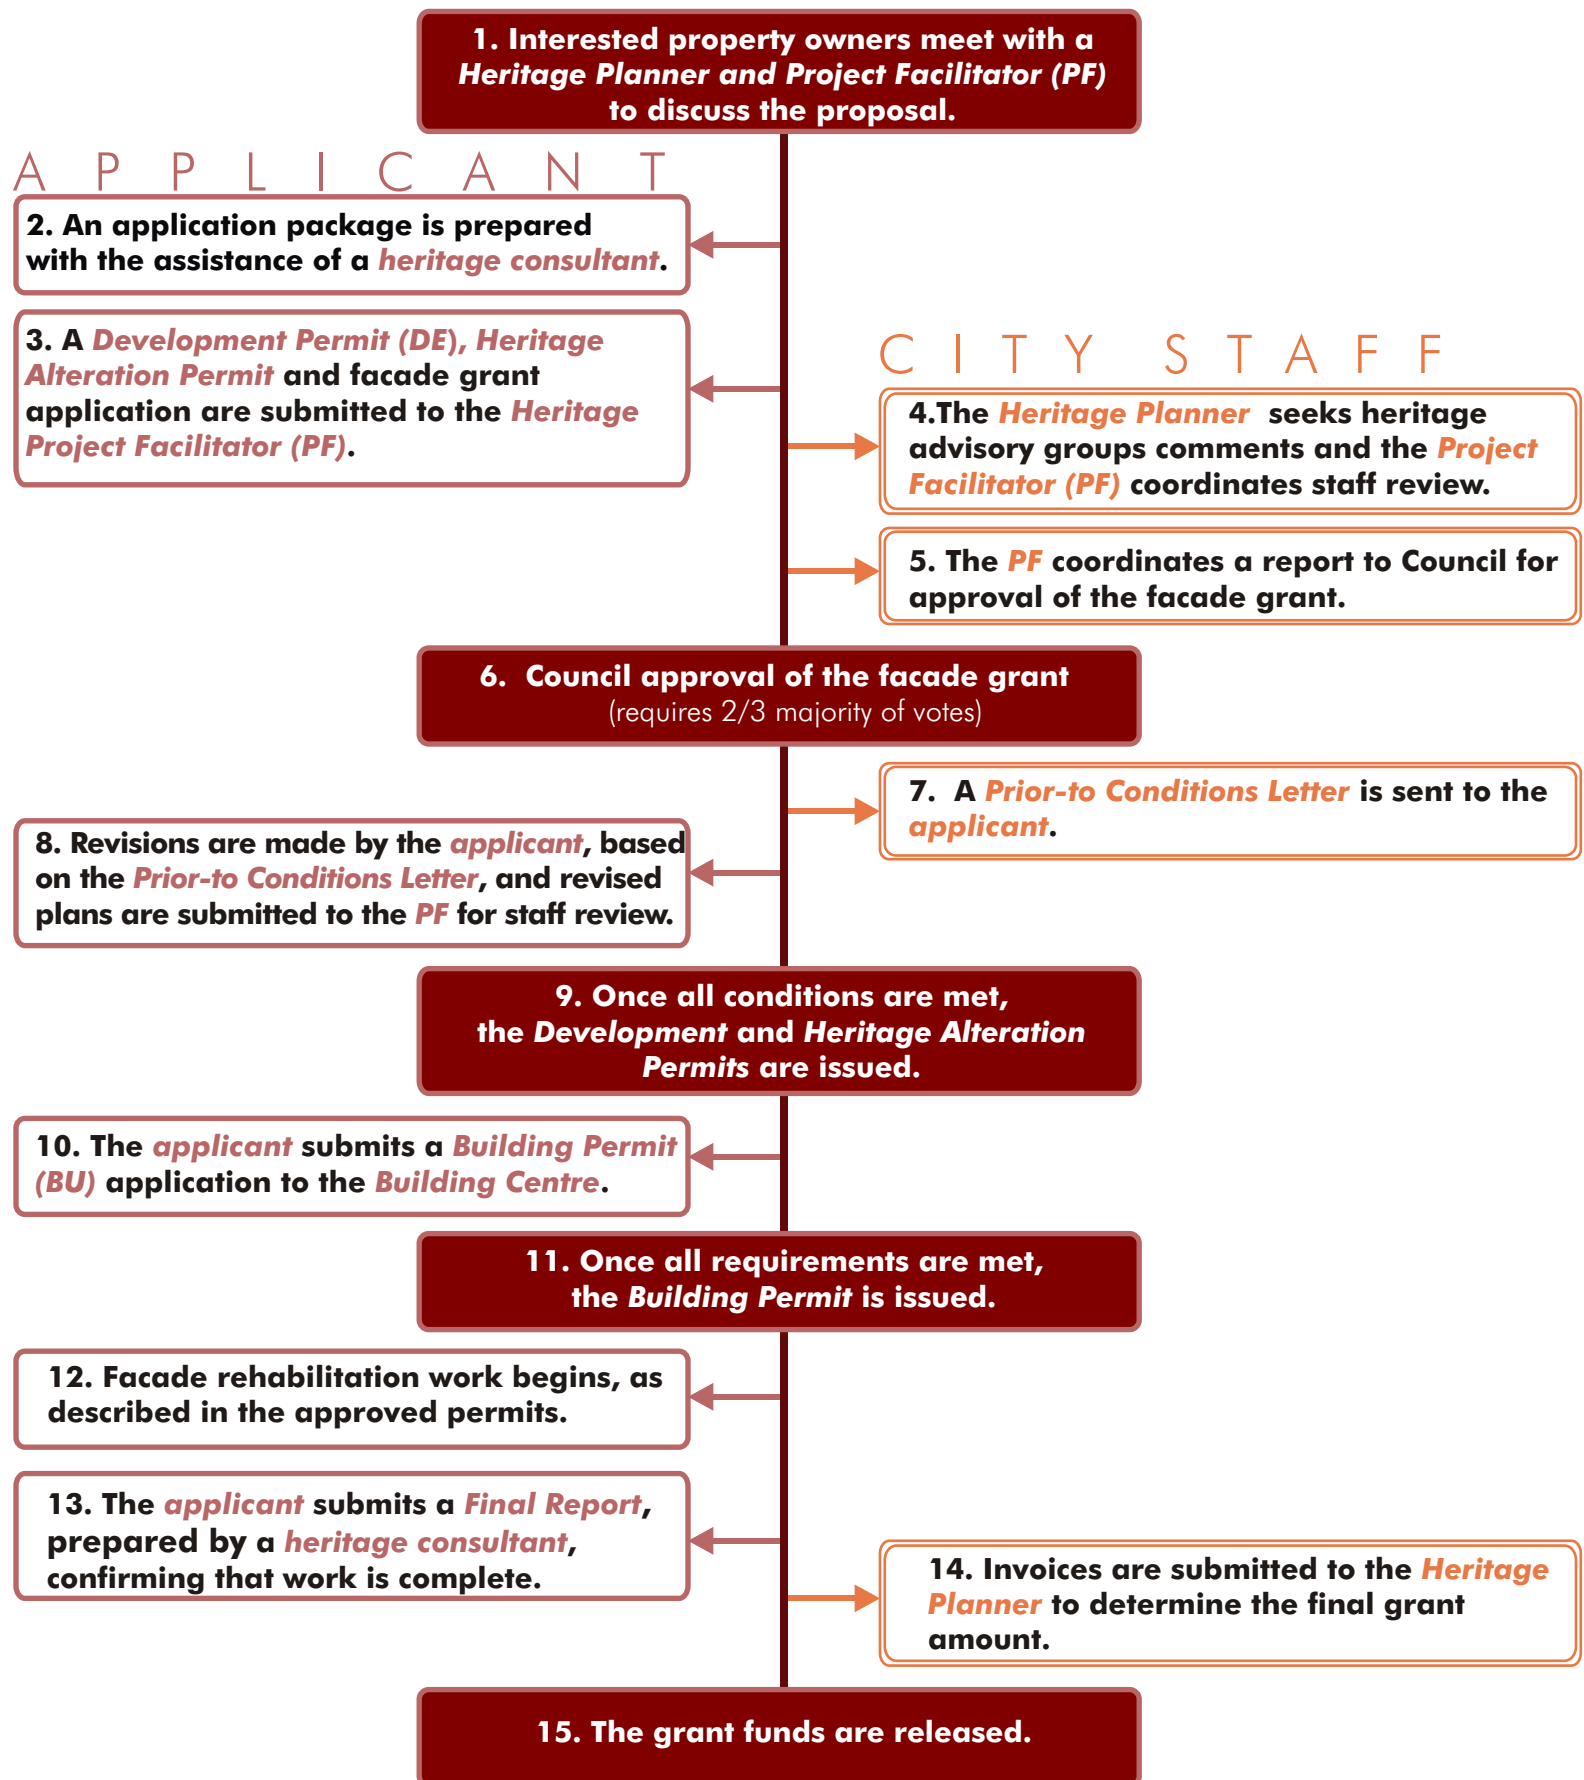 1. Interested property owners meet with a
Heritage Planner and Project Facilitator (PF)
to discuss the proposal.
APPLICANT
2. An application package is prepared
with the assistance of a heritage consultant.
3. A Development Permit (DE), Heritage
Alteration Permit and facade grant
application are submitted to the Heritage
Project Facilitator (PF).
CITY STAFF
4.The Heritage Planner seeks heritage
advisory groups comments and the Project
Facilitator (PF) coordinates staff review.
5. The PF coordinates a report to Council for
approval of the facade grant.
6. Council approval of the facade grant
(requires 2/3 majority of votes)
7. A Prior-to Conditions Letter is sent to the
applicant.
8. Revisions are made by the applicant, based
on the Prior-to Conditions Letter, and revised
plans are submitted to the PF for staff review.
9. Once all conditions are met,
the Development and Heritage Alteration
Permits are issued.
10. The applicant submits a Building Permit
(BU) application to the Building Centre.
11. Once all requirements are met,
the Building Permit is issued.
12. Facade rehabilitation work begins, as
described in the approved permits.
13. The applicant submits a Final Report,
prepared by a heritage consultant,
confirming that work is complete.
14. Invoices are submitted to the Heritage
Planner to determine the final grant
amount.
15. The grant funds are released.